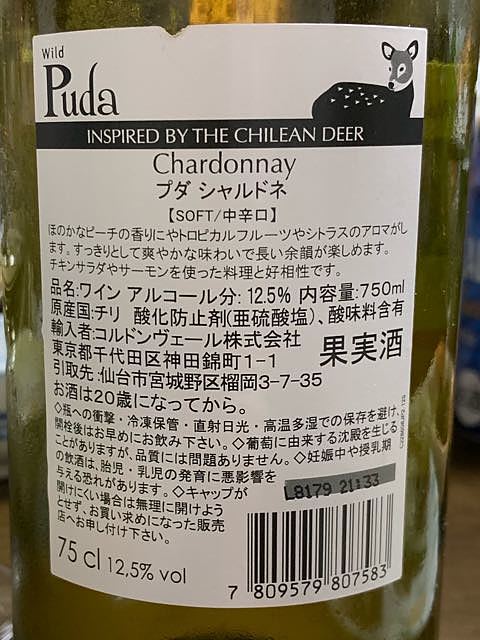 Wild
Puda
INSPIRED BY THE CHILEAN DEER
Chardonnay
プダ シャルドネ
【SOFT/中辛口】
ほのかなピーチの香りにやトロピカルフルーツやシトラスのアロマがし
ます。すっきりとして爽やかな味わいで長い余韻が楽しめます。
チキンサラダやサーモンを使った料理と好相性です。
品名:ワイン アルコール分:12.5% 内容量:750ml
原産国:チリ 酸化防止剤(亜硫酸塩)、酸味料含有
輸入者:コルドンヴェール株式会社
東京都千代田区神田錦町1-1
果実酒
引取先:仙台市宮城野区榴岡3-7-35
お酒は20歳になってから。
◇瓶への衝撃・冷凍保管・直射日光・高温多湿での保存を避け、
開栓後はお早めにお飲み下さい。◇葡萄に由来する沈殿を生じる
ことがありますが、品質には問題ありません。◇妊娠中や授乳期
の飲酒は、胎児・乳児の発育に悪影響を
与える恐れがあります。◇キャップが
開けにくい場合は無理に開けよう
とせず、お買い求めになった販売
店へお申し付け下さい。
L8179 21:33
75 cl 12,5% vol
7 809579 807583